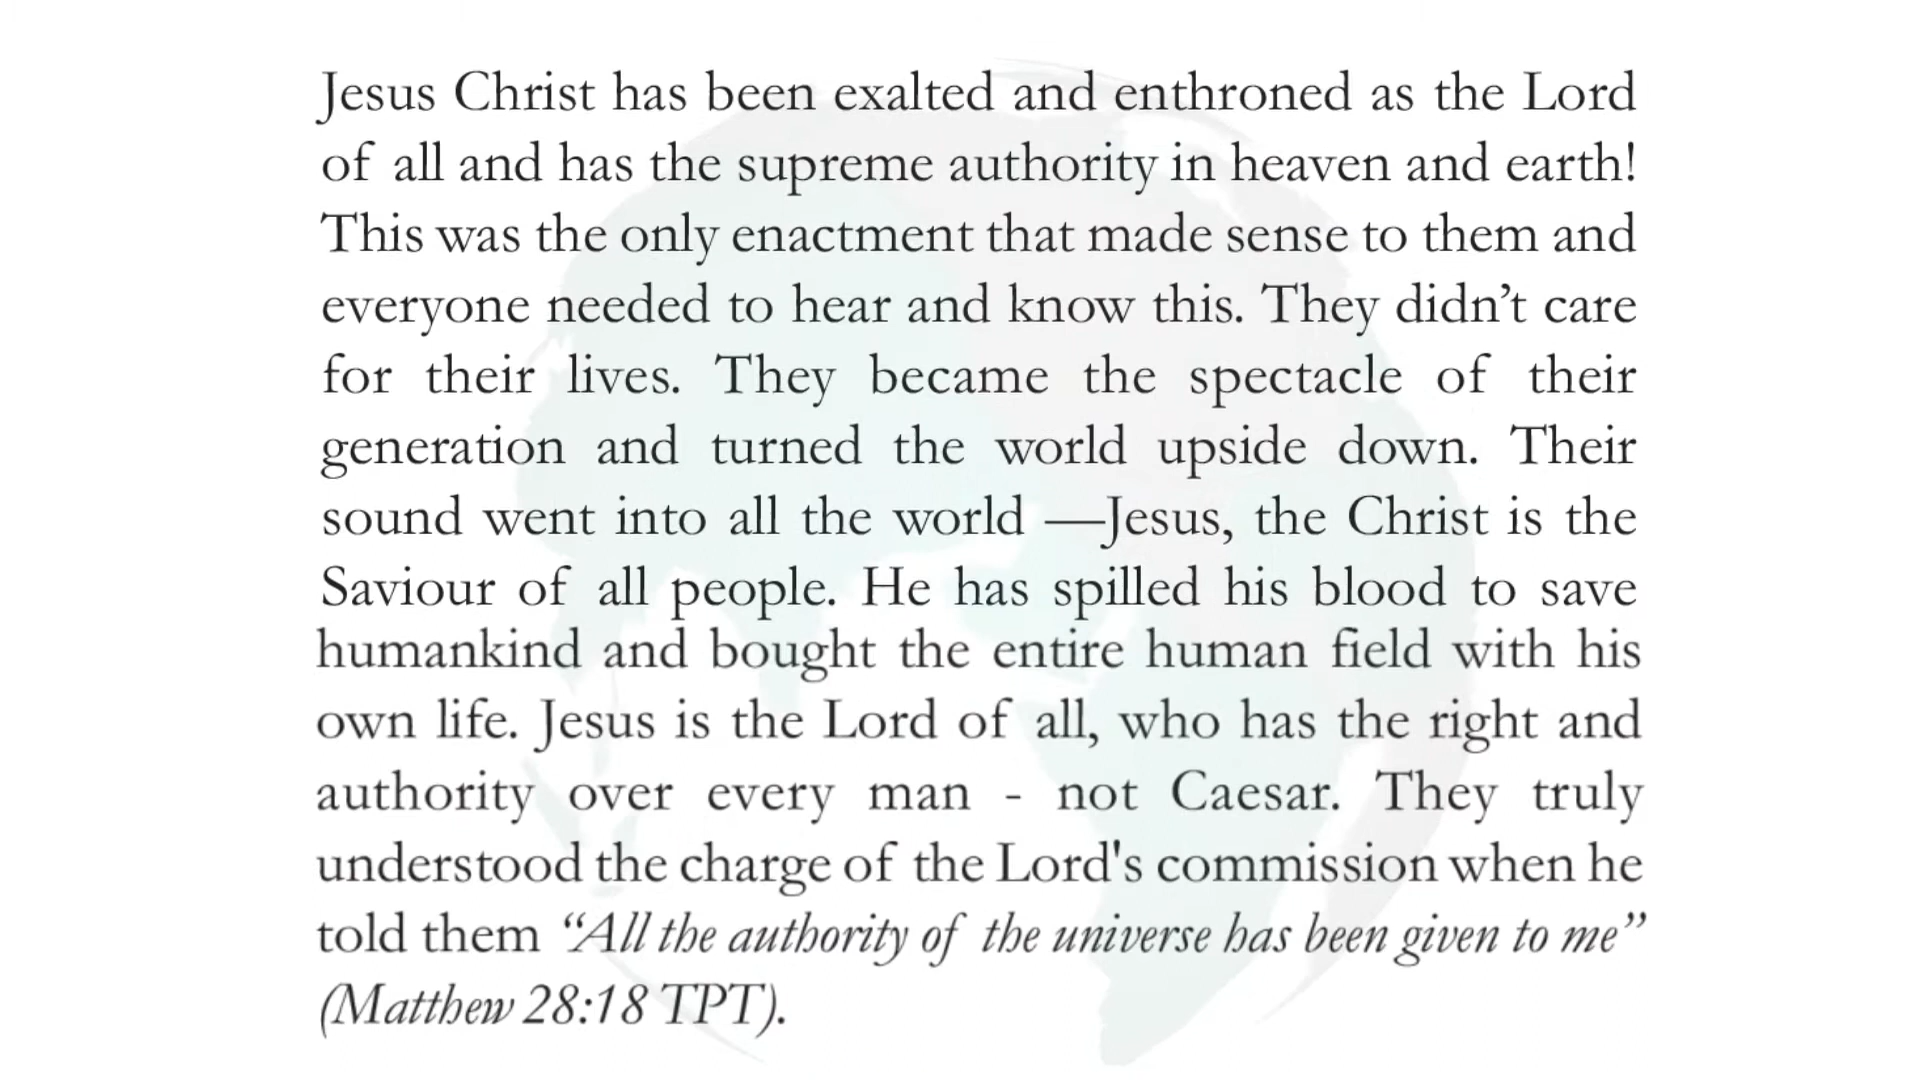 Jesus Christ has been exalted and enthroned as the Lord
of all and has the supreme authority in heaven and earth!
This was the only enactment that made sense to them and
everyone needed to hear and know this. They didn’t care
for their lives. They became the spectacle of their
generation and turned the world upside down. Their
sound went into all the world —Jesus, the Christ is the
Saviour of all people. He has spilled his blood to save
humankind and bought the entire human field with his
own life. Jesus is the Lord of all, who has the right and
authority over every man - not Caesar. They truly
understood the charge of the Lord's commission when he
told them “All the authority of the universe has been given to me”
(Matthew 28:18 TPT).